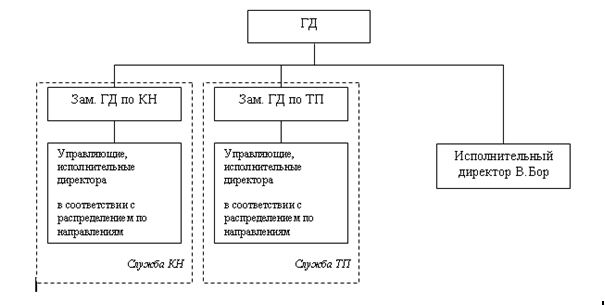 ГД
Зам. ГД по КН
Зам. ГД по ТП
Управляющие,
исполнительные
директора
в соответствии с
распределением по
направлениям
Управляющие,
исполнительные
директора
в соответствии с
распределением по
направлениям
Исполнительный
директор В.Бор
Служба КН
Служба ТП